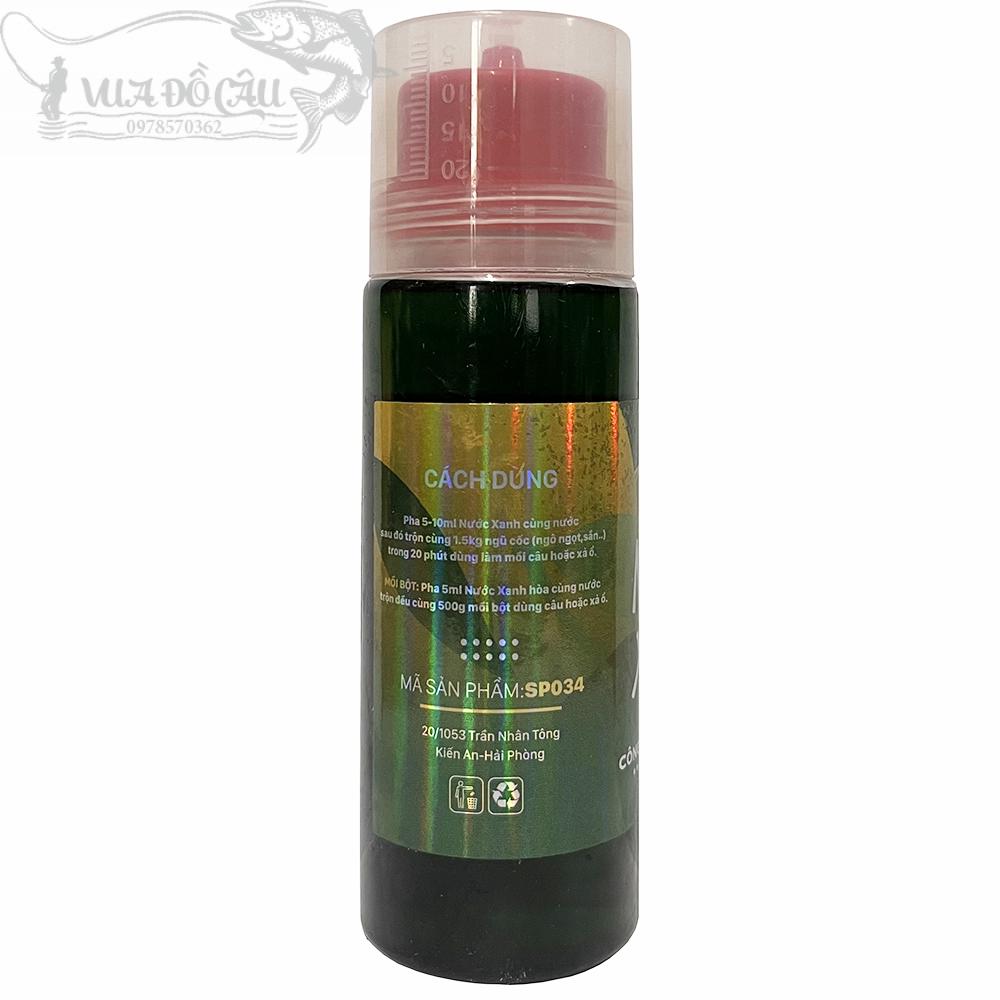 VUA ĐỒ CÂU
0978570362
5
10
15
20
CÁCH DÙNG
Pha 5-10ml Nước Xanh cùng nước
sau đó trộn cùng 1.5kg ngũ cốc (ngô ngọt,sắn..)
trong 20 phút dùng làm mồi câu hoặc xả ổ.
MỒI BỘT: Pha 5ml Nước Xanh hòa cùng nước
trộn đều cùng 500g mồi bột dùng câu hoặc xả ổ.
MÃ SẢN PHẨM:SP034
20/1053 Trần Nhân Tông
Kiến An-Hải Phòng